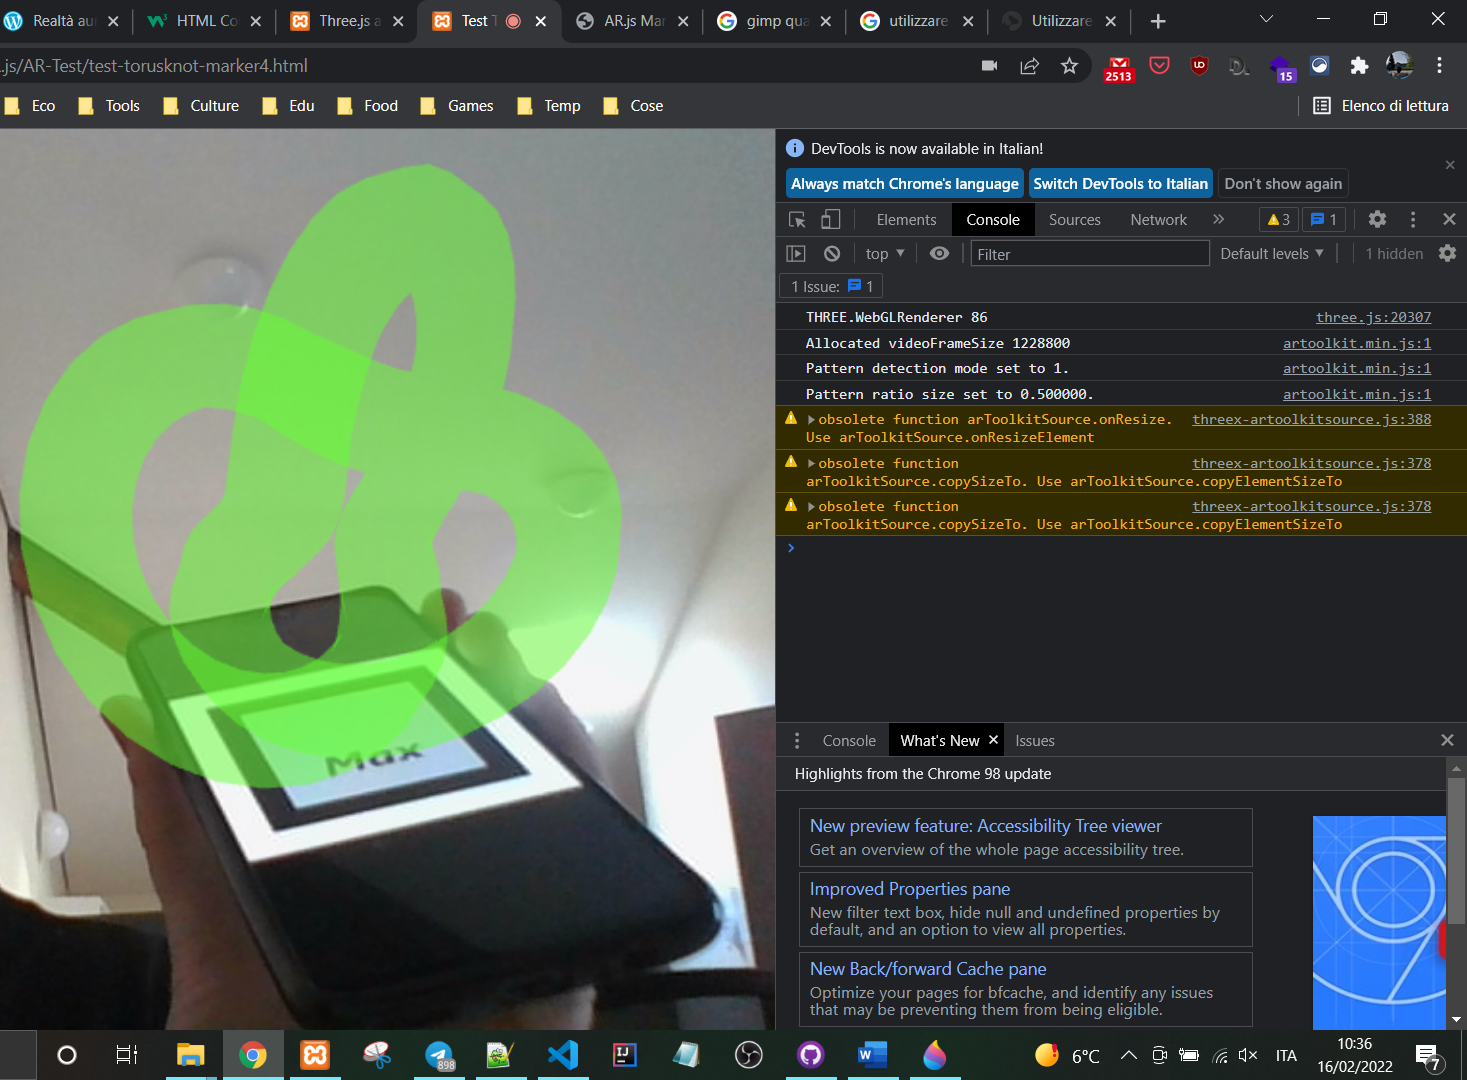 Realtà au
HTML Co
Three.js a
Test T
AR.js Mar
gimp qua
utilizzare
Utilizzare
.js/AR-Test/test-torusknot-marker4.html
2513
15
Eco
Tools
Culture
Edu
Food
Games
Temp
Cose
Elenco di lettura
DevTools is now available in Italian!
Always match Chrome's language
Switch DevTools to Italian
Don't show again
Elements
Console
Sources
Network
3
1
top
Filter
Default levels
1 hidden
1 Issue: 1
THREE.WebGLRenderer 86 three.js:20307
Allocated videoFrameSize 1228800 artoolkit.min.js:1
Pattern detection mode set to 1. artoolkit.min.js:1
Pattern ratio size set to 0.500000. artoolkit.min.js:1
obsolete function arToolkitSource.onResize. threex-artoolkitsource.js:388
Use arToolkitSource.onResizeElement
obsolete function threex-artoolkitsource.js:378
arToolkitSource.copySizeTo. Use arToolkitSource.copyElementSizeTo
obsolete function threex-artoolkitsource.js:378
arToolkitSource.copySizeTo. Use arToolkitSource.copyElementSizeTo
Max
Console
What's New
Issues
Highlights from the Chrome 98 update
New preview feature: Accessibility Tree viewer
Get an overview of the whole page accessibility tree.
Improved Properties pane
New filter text box, hide null and undefined properties by
default, and an option to view all properties.
New Back/forward Cache pane
Optimize your pages for bfcache, and identify any issues
that may be preventing them from being eligible.
898
6°C
ITA
10:36
16/02/2022
7